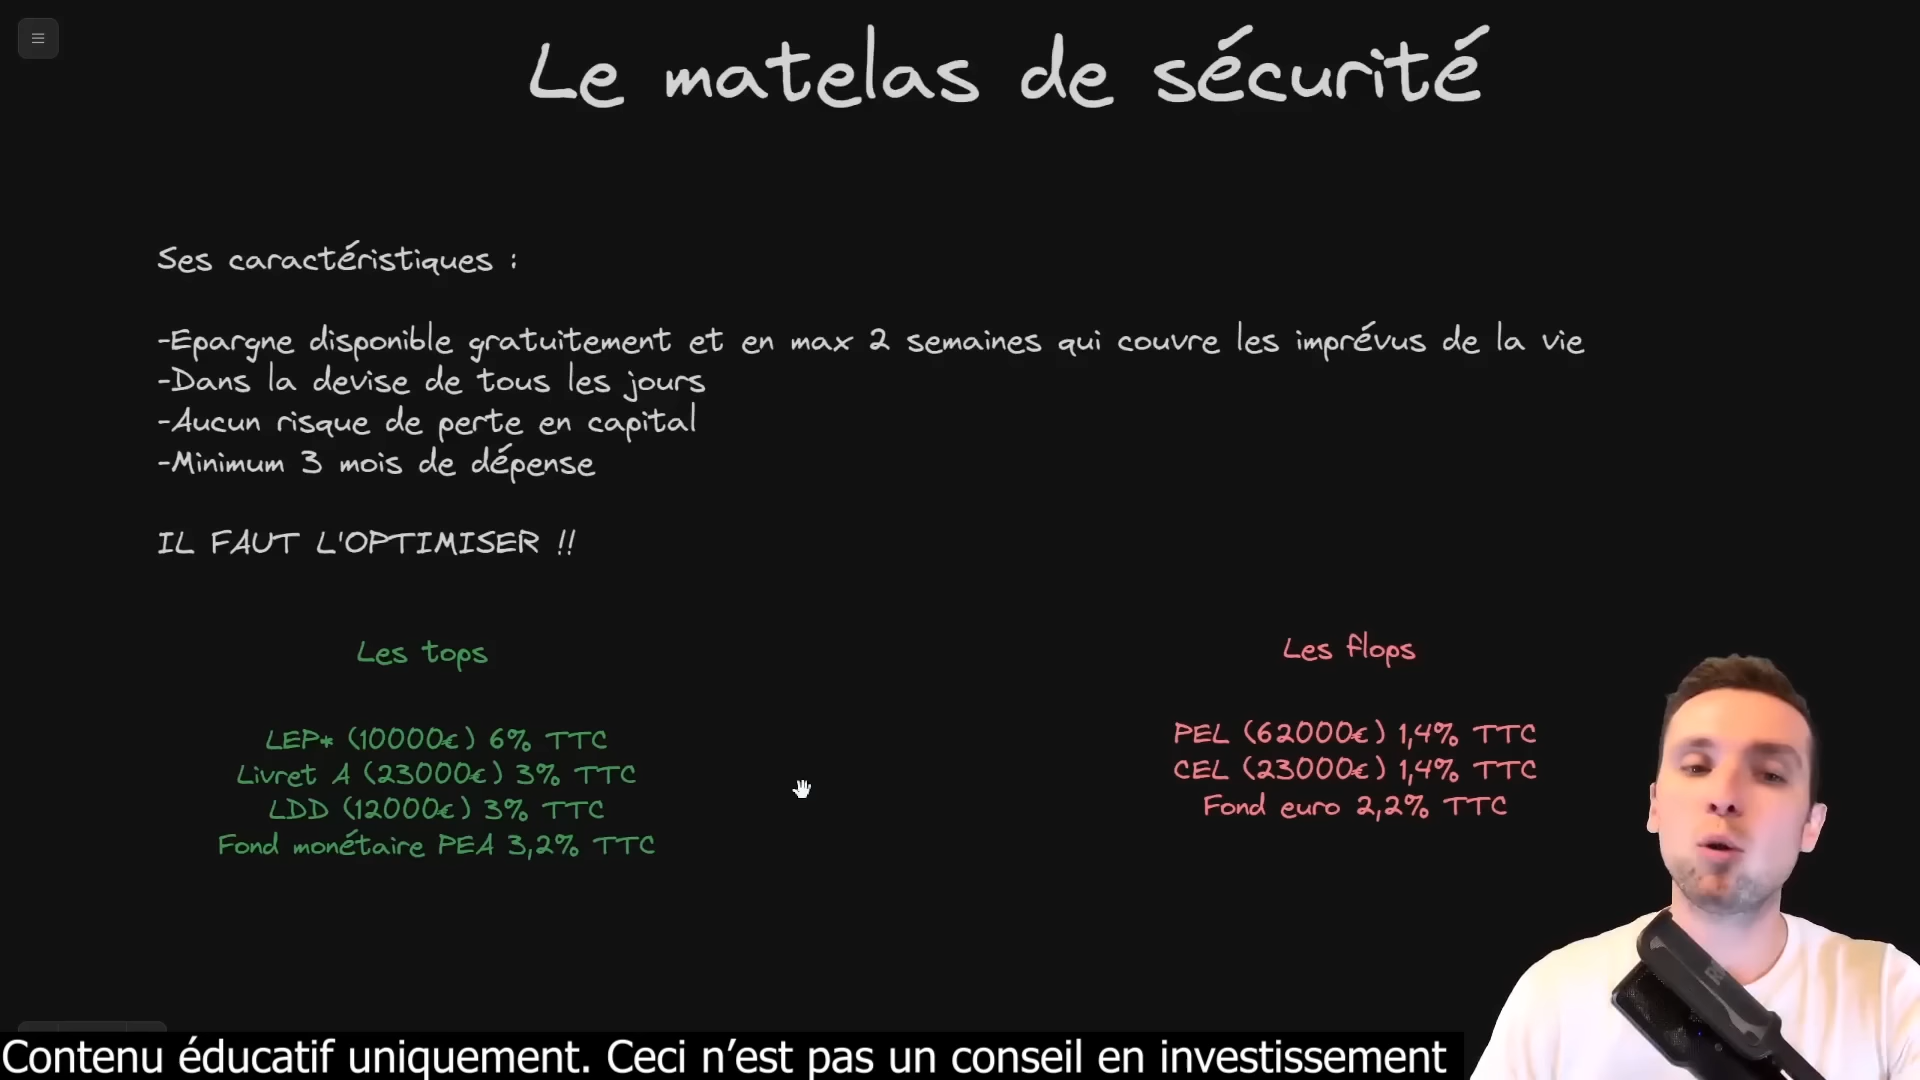 Le matelas de sécurité
Ses caractéristiques :
-Epargne disponible gratuitement et en max 2 semaines qui couvre les imprévus de la vie
-Dans la devise de tous les jours
-Aucun risque de perte en capital
-Minimum 3 mois de dépense
IL FAUT L'OPTIMISER !!
Les tops
LEP* (10000€) 6% TTC
Livret A (23000€) 3% TTC
LDD (12000€) 3% TTC
Fond monétaire PEA 3,2% TTC
Les flops
PEL (62000€) 1,4% TTC
CEL (23000€) 1,4% TTC
Fond euro 2,2% TTC
Contenu éducatif uniquement. Ceci n’est pas un conseil en investissement